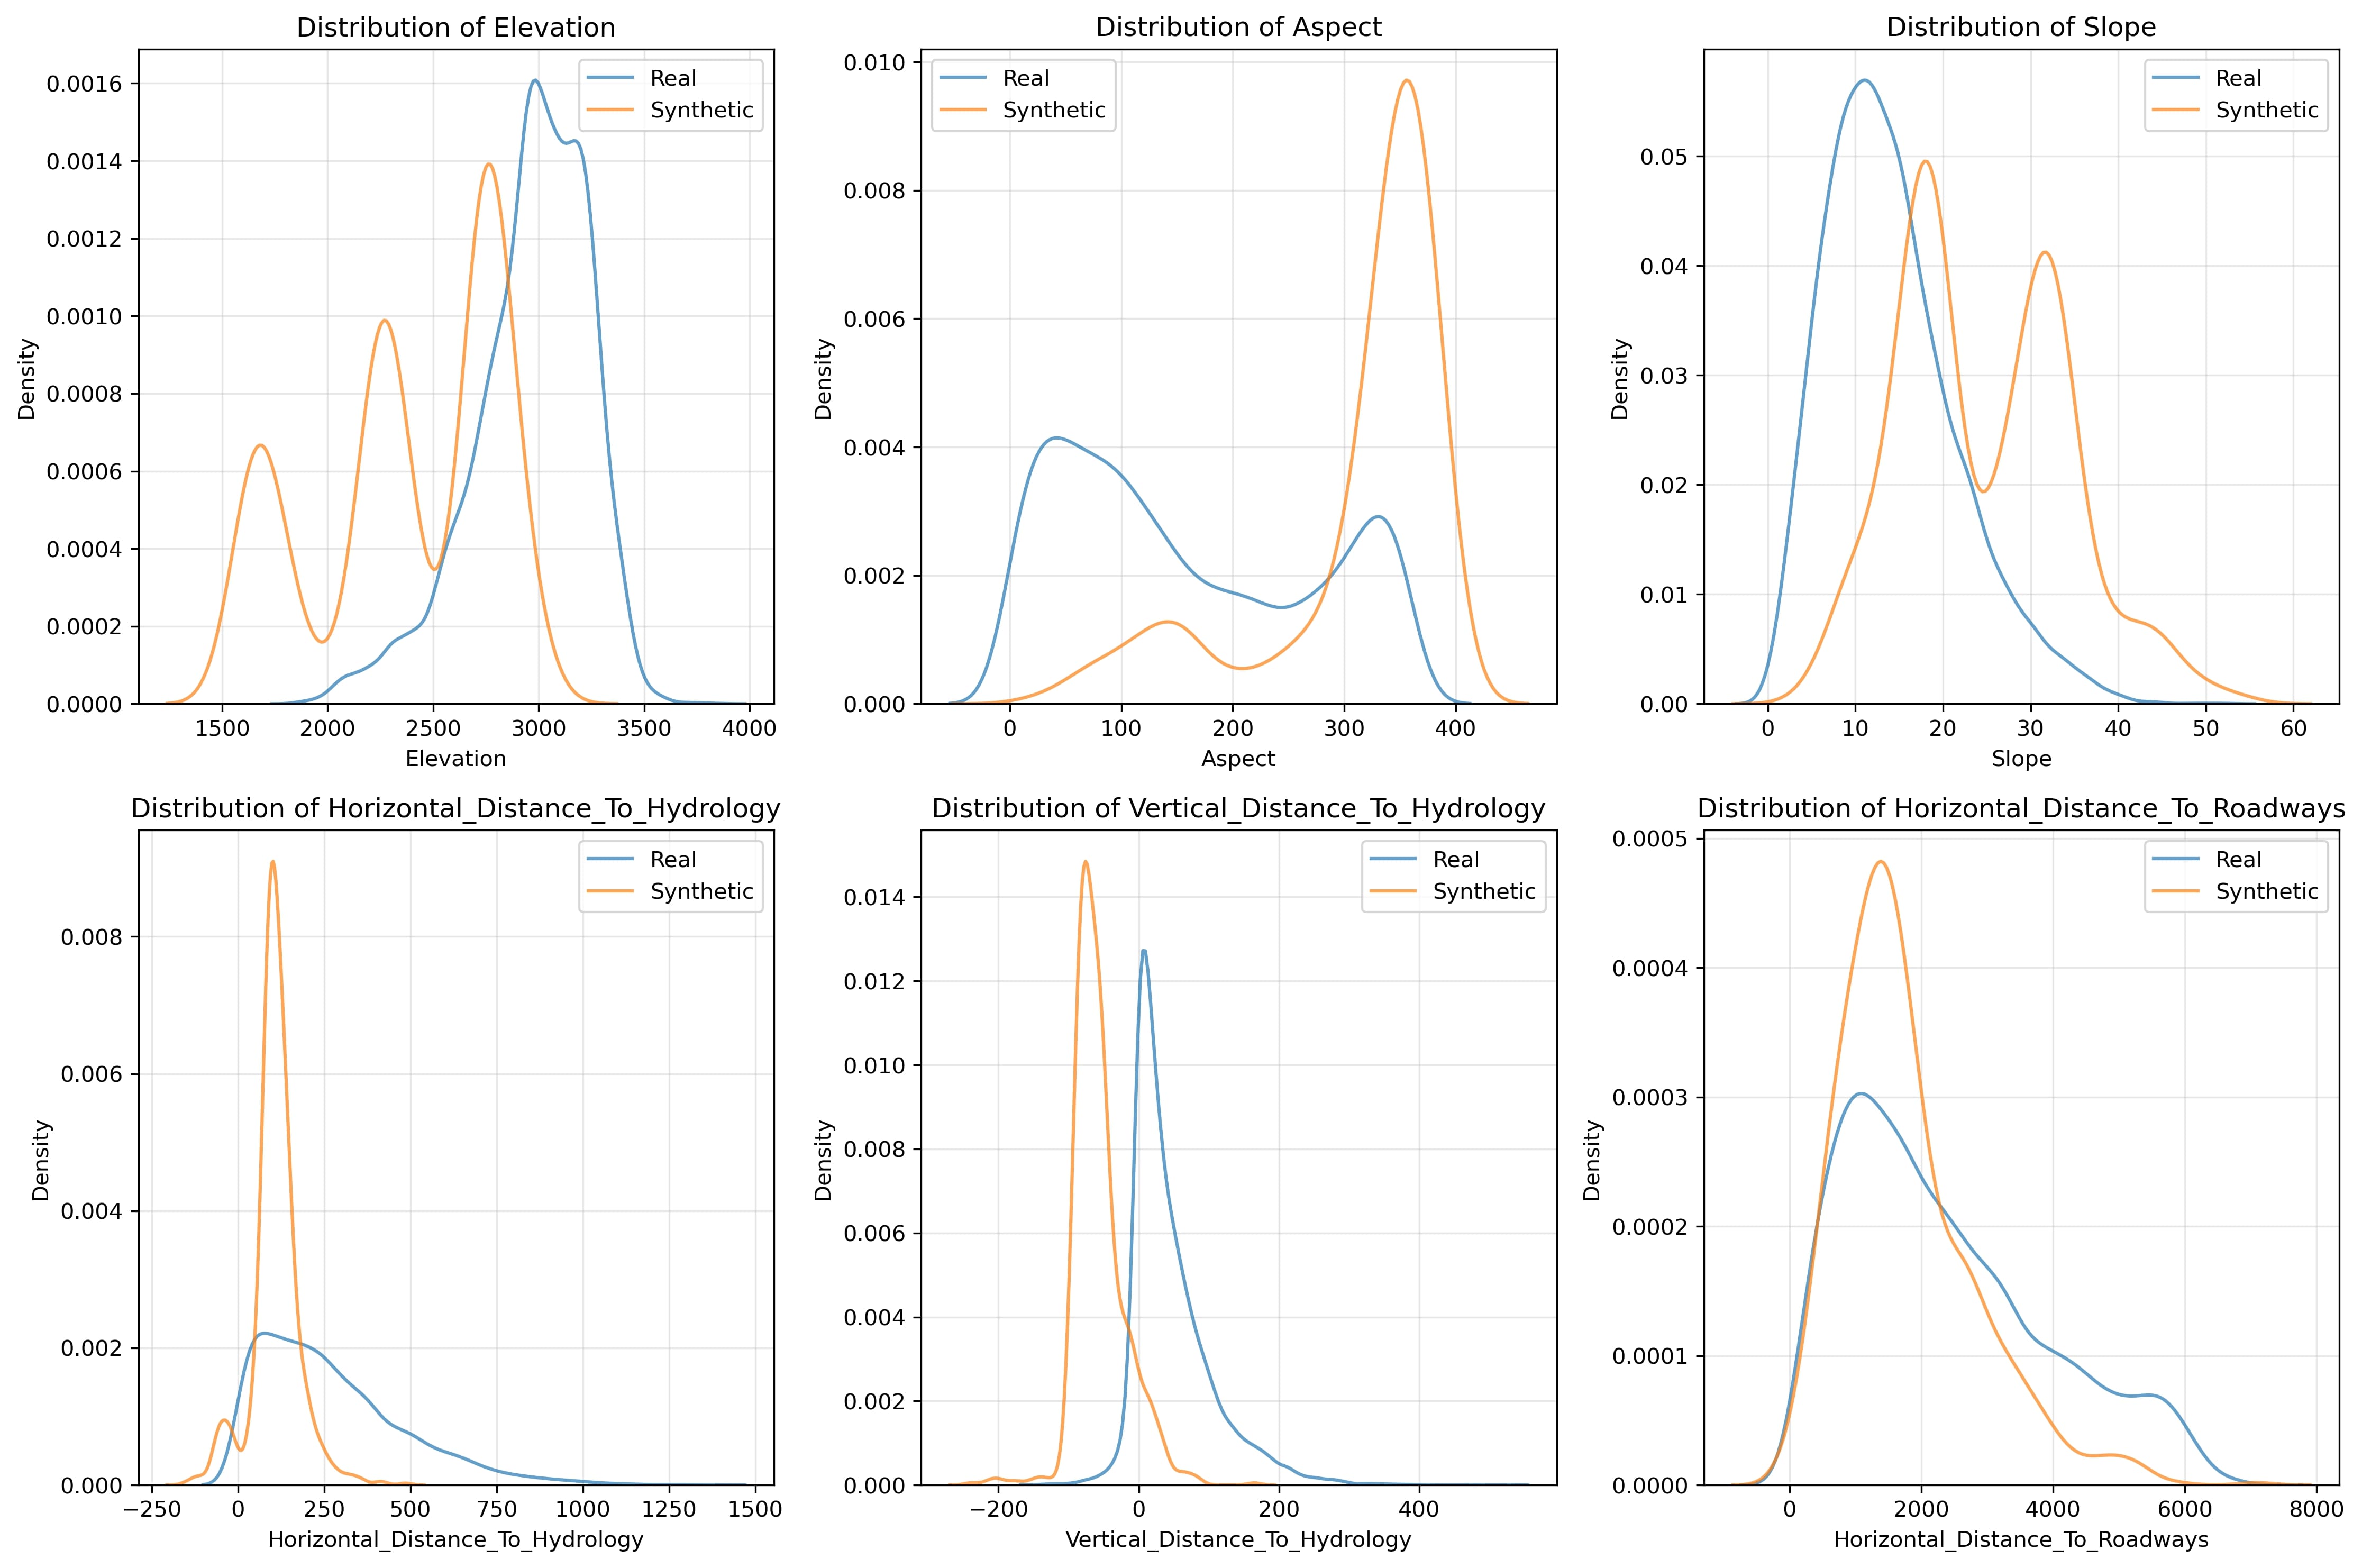 Distribution of Elevation
Real
Synthetic
0.0016
0.0014
0.0012
0.0010
0.0008
0.0006
0.0004
0.0002
0.0000
Density
1500 2000 2500 3000 3500 4000
Elevation
Distribution of Aspect
Real
Synthetic
0.010
0.008
0.006
0.004
0.002
0.000
Density
0 100 200 300 400
Aspect
Distribution of Slope
Real
Synthetic
0.05
0.04
0.03
0.02
0.01
0.00
Density
0 10 20 30 40 50 60
Slope
Distribution of Horizontal_Distance_To_Hydrology
Real
Synthetic
0.008
0.006
0.004
0.002
0.000
Density
−250 0 250 500 750 1000 1250 1500
Horizontal_Distance_To_Hydrology
Distribution of Vertical_Distance_To_Hydrology
Real
Synthetic
0.014
0.012
0.010
0.008
0.006
0.004
0.002
0.000
Density
−200 0 200 400
Vertical_Distance_To_Hydrology
Distribution of Horizontal_Distance_To_Roadways
Real
Synthetic
0.0005
0.0004
0.0003
0.0002
0.0001
0.0000
Density
0 2000 4000 6000 8000
Horizontal_Distance_To_Roadways